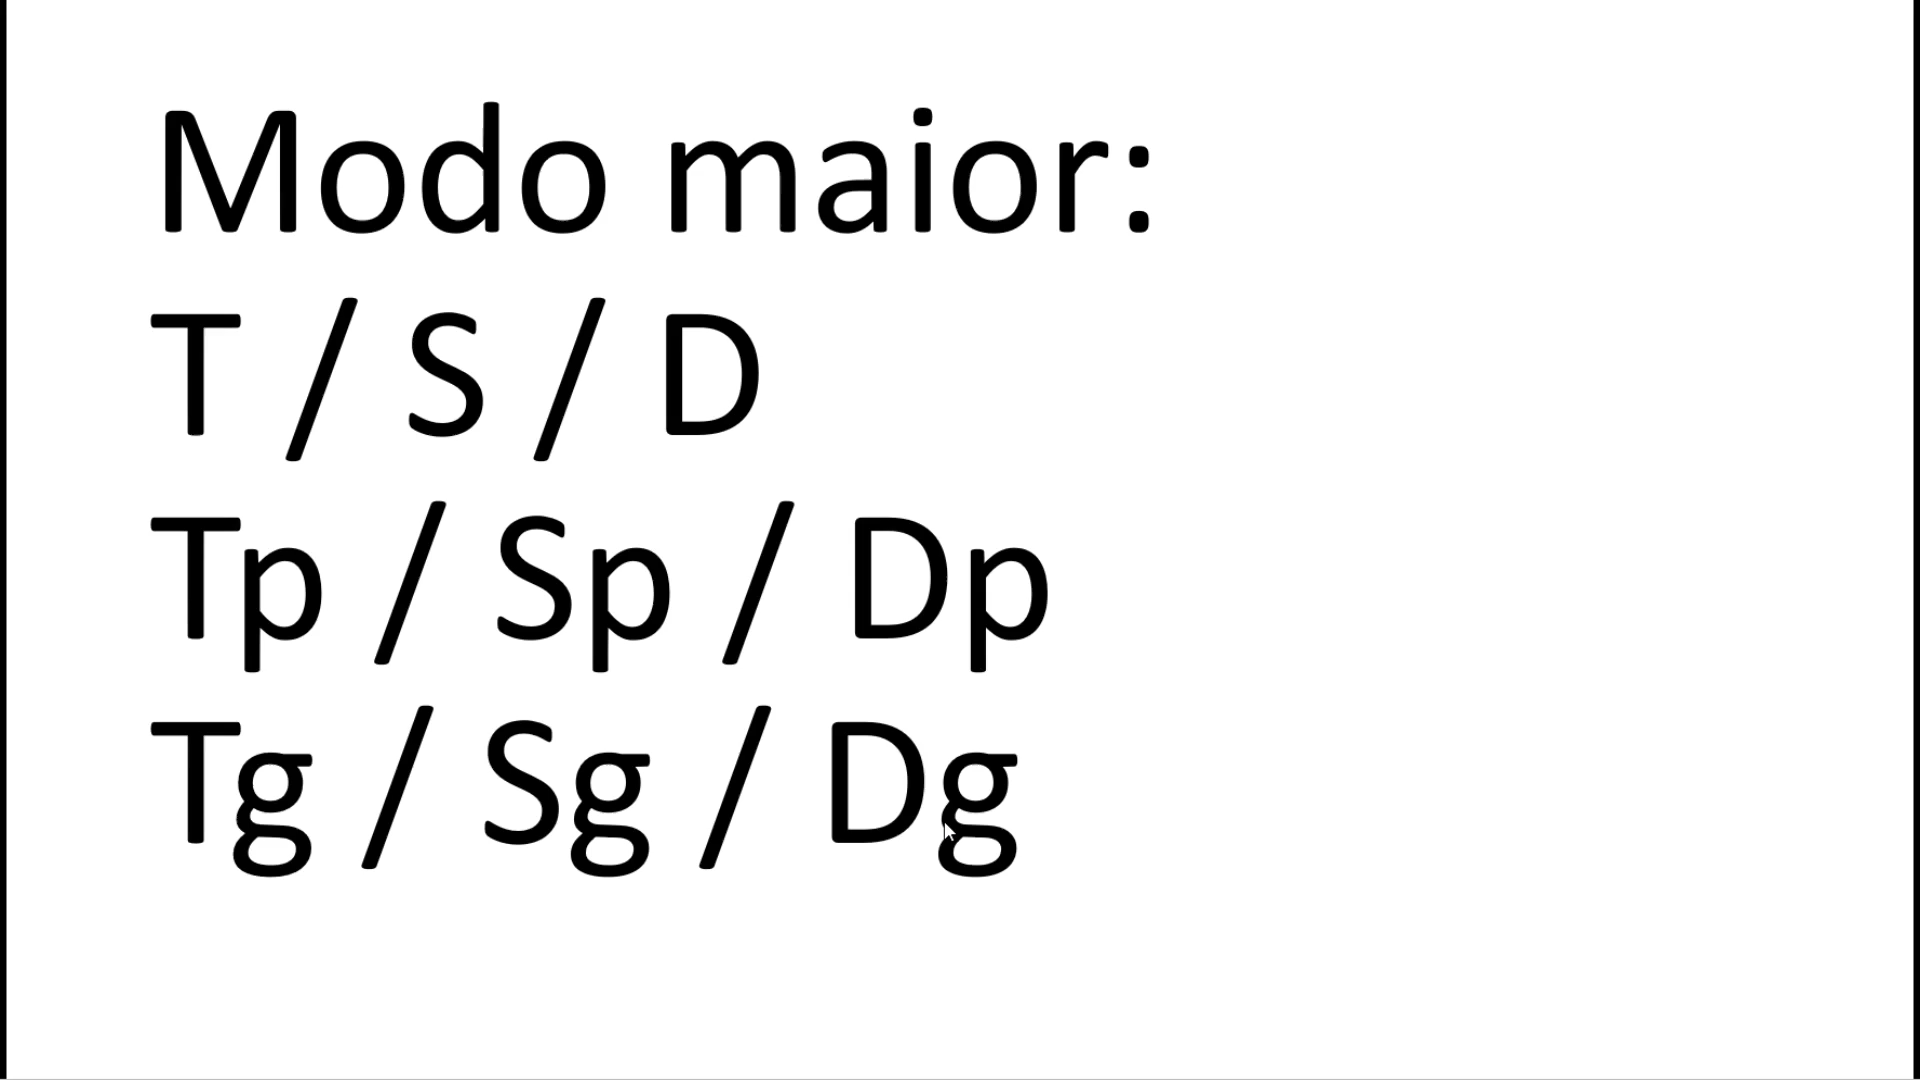 Modo maior:
T / S / D
Tp / Sp / Dp
Tg / Sg / Dg